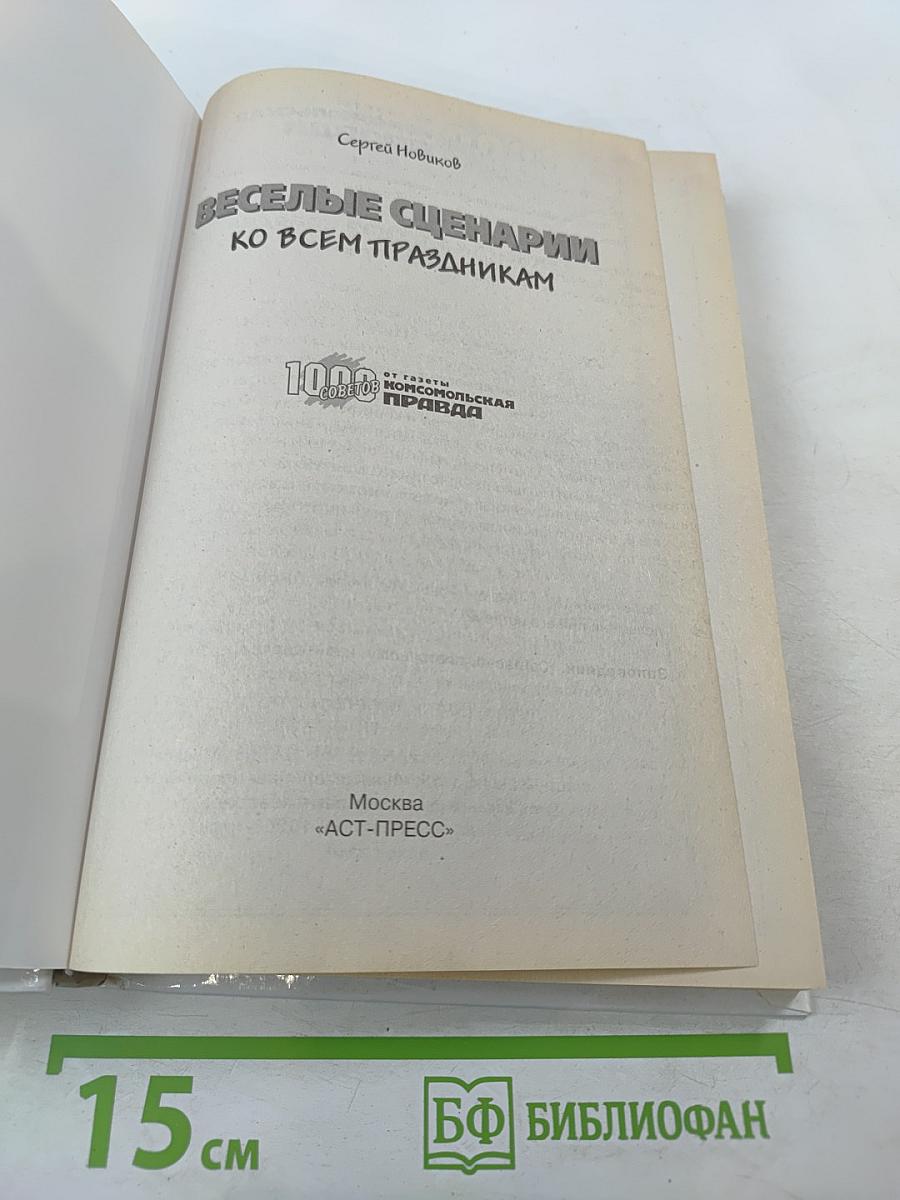 Сергей Новиков
ВЕСЕЛЫЕ СЦЕНАРИИ
КО ВСЕМ ПРАЗДНИКАМ
1000
СОВЕТОВ
от газеты
КОМСОМОЛЬСКАЯ
ПРАВДА
Москва
«АСТ-ПРЕСС»
15 см
БФ БИБЛИОФАН